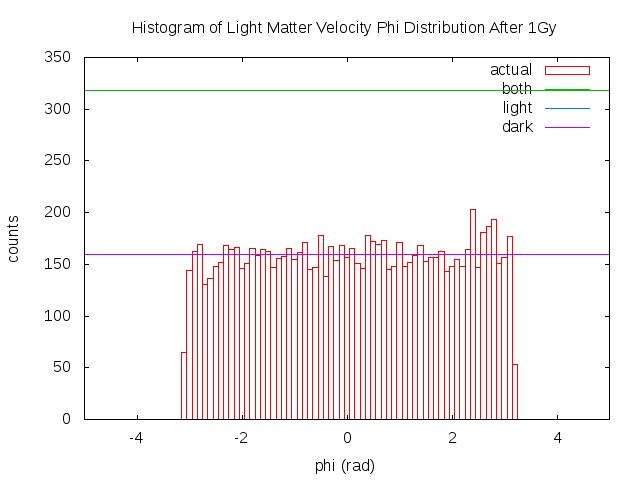 Histogram of Light Matter Velocity Phi Distribution After 1Gy
350
300
250
200
150
100
50
0
counts
actual
both
light
dark
-4
-2
0
2
4
phi (rad)